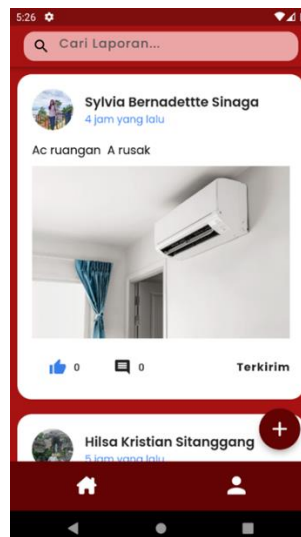 5:26
Cari Laporan...
Sylvia Bernadettte Sinaga
4 jam yang lalu
Ac ruangan A rusak
0
0
Terkirim
Hilsa Kristian Sitanggang
5 jam yang lalu